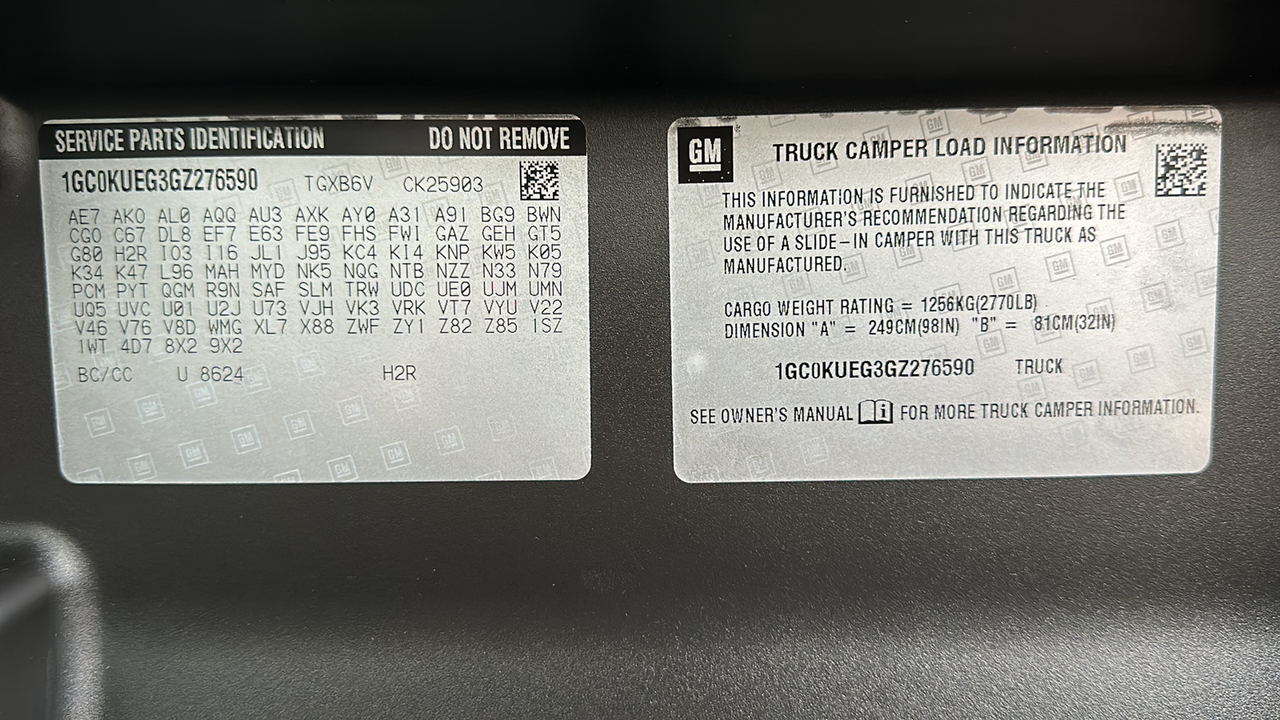 SERVICE PARTS IDENTIFICATION DO NOT REMOVE
1GC0KUEG3GZ276590 TGXB6V CK25903
AE7 AKO AL0 AQQ AU3 AXK AY0 A31 A91 BG9 BWN
CGO C67 DL8 EF7 E63 FE9 FHS FW1 GAZ GEH GT5
G80 H2R IO3 I16 JL1 J95 KC4 K14 KNP KW5 K05
K34 K47 L96 MAH MYD NK5 NQG NTB NZZ N33 N79
PCM PYT QGM R9N SAF SLM TRW UDC UE0 UJM UMN
UQ5 UVC U01 U2J U73 VJH VK3 VRK VT7 VYU V22
V46 V76 V8D WMG XL7 X88 ZWF ZY1 Z82 Z85 1SZ
1WT 4D7 8X2 9X2
BC/CC U 8624 H2R
GM
TRUCK CAMPER LOAD INFORMATION
THIS INFORMATION IS FURNISHED TO INDICATE THE
MANUFACTURER'S RECOMMENDATION REGARDING THE
USE OF A SLIDE-IN CAMPER WITH THIS TRUCK AS
MANUFACTURED.
CARGO WEIGHT RATING = 1256KG(2770LB)
DIMENSION "A" = 249CM(98IN) "B" = 81CM(32IN)
1GC0KUEG3GZ276590 TRUCK
SEE OWNER'S MANUAL FOR MORE TRUCK CAMPER INFORMATION.